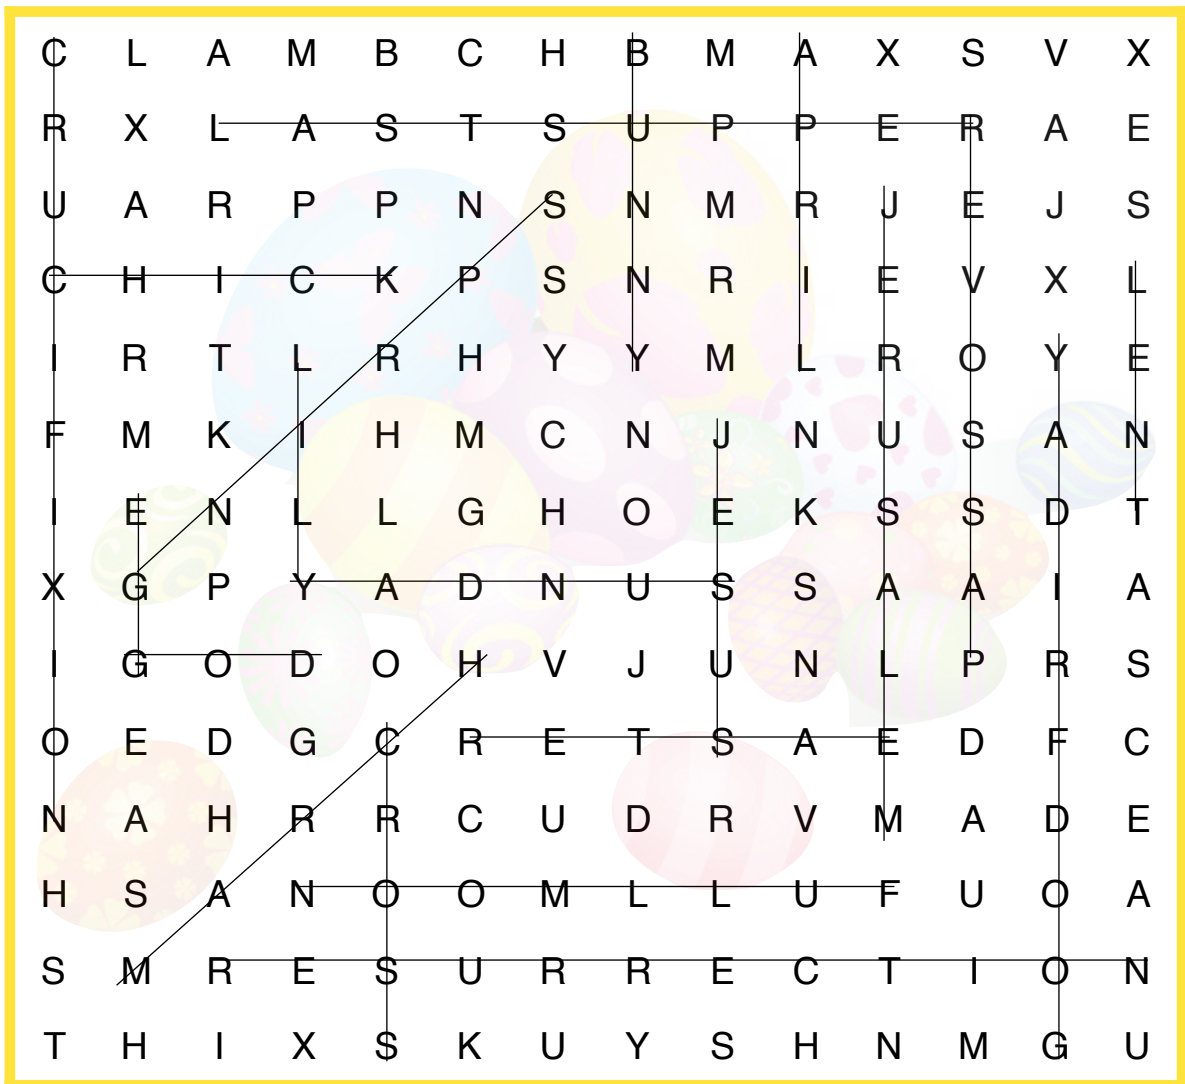 C L A M B C H B M A X S V X
R X L A S T S U P P E R A E
U A R P P N S N M R J E J S
C H I C K P S N R I E V X L
I R T L R H Y Y M L R O Y E
F M K I H M C N J N U S A N
I E N L L G H O E K S S D T
X G P Y A D N U S S A A I A
I G O D O H V J U N L P R S
O E D G C R E T S A E D F C
N A H R R C U D R V M A D E
H S A N O O M L L U F U O A
S M R E S U R R E C T I O N
T H I X S K U Y S H N M G U